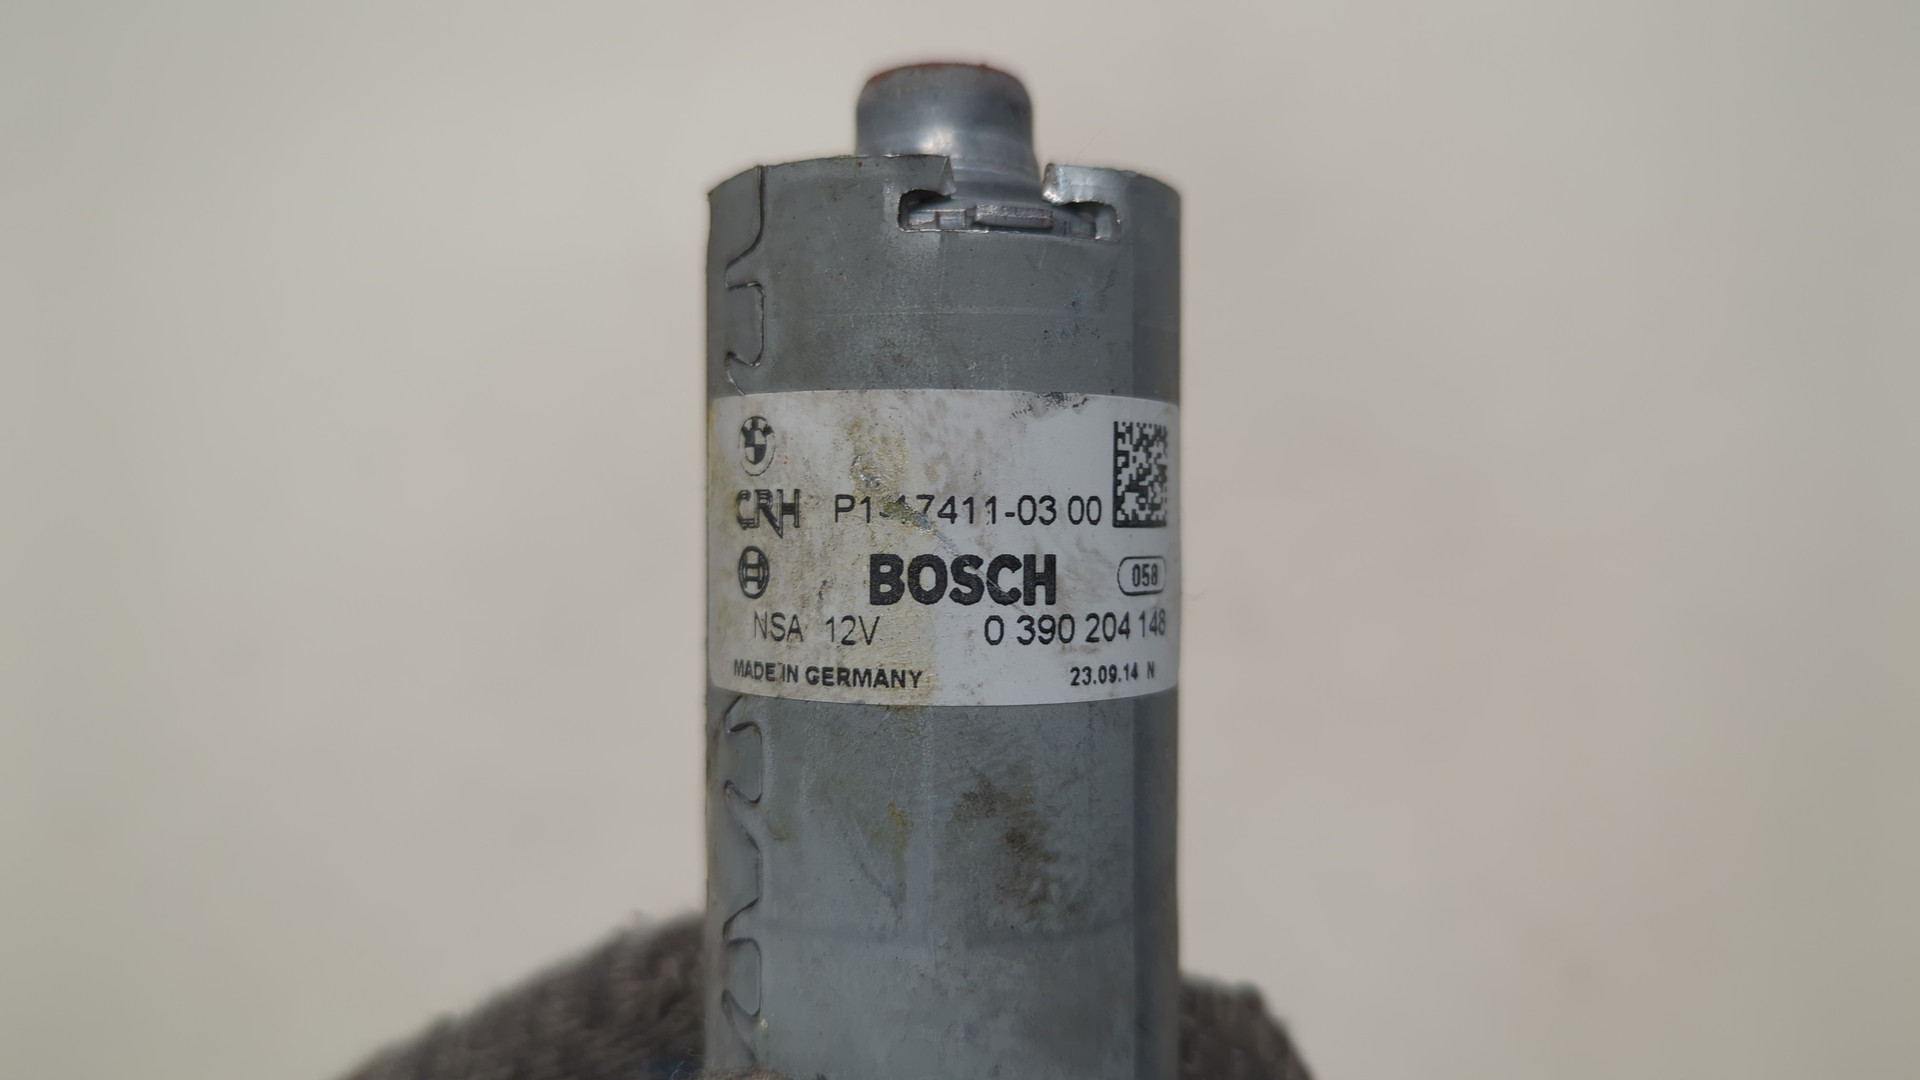 CRH P1-17411-03 00
BOSCH 058
NSA 12V 0 390 204 148
MADE IN GERMANY 23.09.14 N